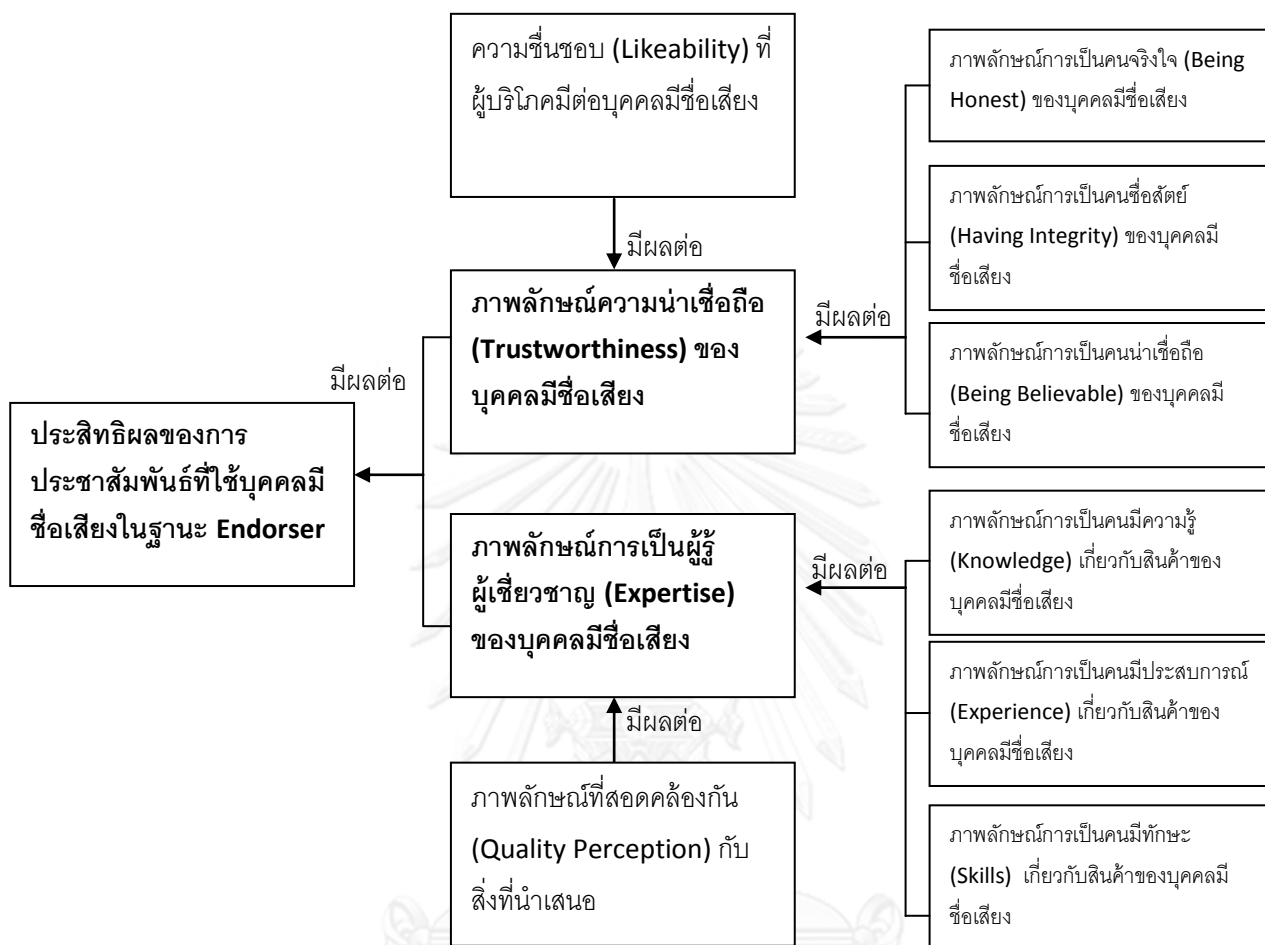 ความชื่นชอบ (Likeability) ที่
ผู้บริโภคมีต่อบุคคลมีชื่อเสียง
มีผลต่อ
ภาพลักษณ์ความน่าเชื่อถือ
(Trustworthiness) ของ
บุคคลมีชื่อเสียง
มีผลต่อ
ภาพลักษณ์การเป็นคนจริงใจ (Being
Honest) ของบุคคลมีชื่อเสียง
ภาพลักษณ์การเป็นคนซื่อสัตย์
(Having Integrity) ของบุคคลมี
ชื่อเสียง
ภาพลักษณ์การเป็นคนน่าเชื่อถือ
(Being Believable) ของบุคคลมี
ชื่อเสียง
มีผลต่อ
ประสิทธิผลของการ
ประชาสัมพันธ์ที่ใช้บุคคลมี
ชื่อเสียงในฐานะ Endorser
ภาพลักษณ์การเป็นผู้รู้
ผู้เชี่ยวชาญ (Expertise)
ของบุคคลมีชื่อเสียง
มีผลต่อ
ภาพลักษณ์การเป็นคนมีความรู้
(Knowledge) เกี่ยวกับสินค้าของ
บุคคลมีชื่อเสียง
ภาพลักษณ์การเป็นคนมีประสบการณ์
(Experience) เกี่ยวกับสินค้าของ
บุคคลมีชื่อเสียง
ภาพลักษณ์การเป็นคนมีทักษะ
(Skills) เกี่ยวกับสินค้าของบุคคลมี
ชื่อเสียง
มีผลต่อ
ภาพลักษณ์ที่สอดคล้องกัน
(Quality Perception) กับ
สิ่งที่นำเสนอ